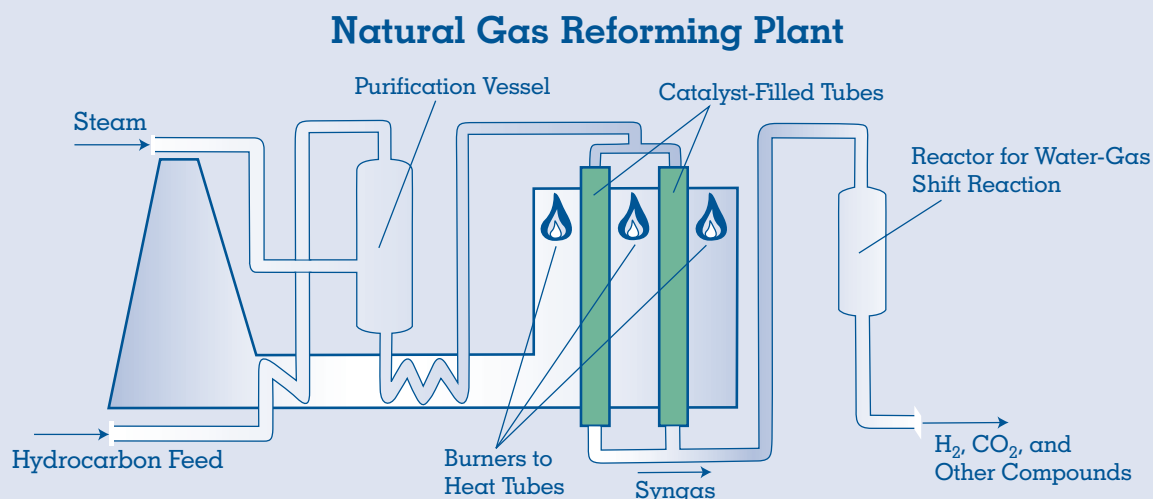 Natural Gas Reforming Plant
Purification Vessel
Catalyst-Filled Tubes
Steam
Reactor for Water-Gas
Shift Reaction
Hydrocarbon Feed
Burners to
Heat Tubes
Syngas
H₂, CO₂, and
Other Compounds